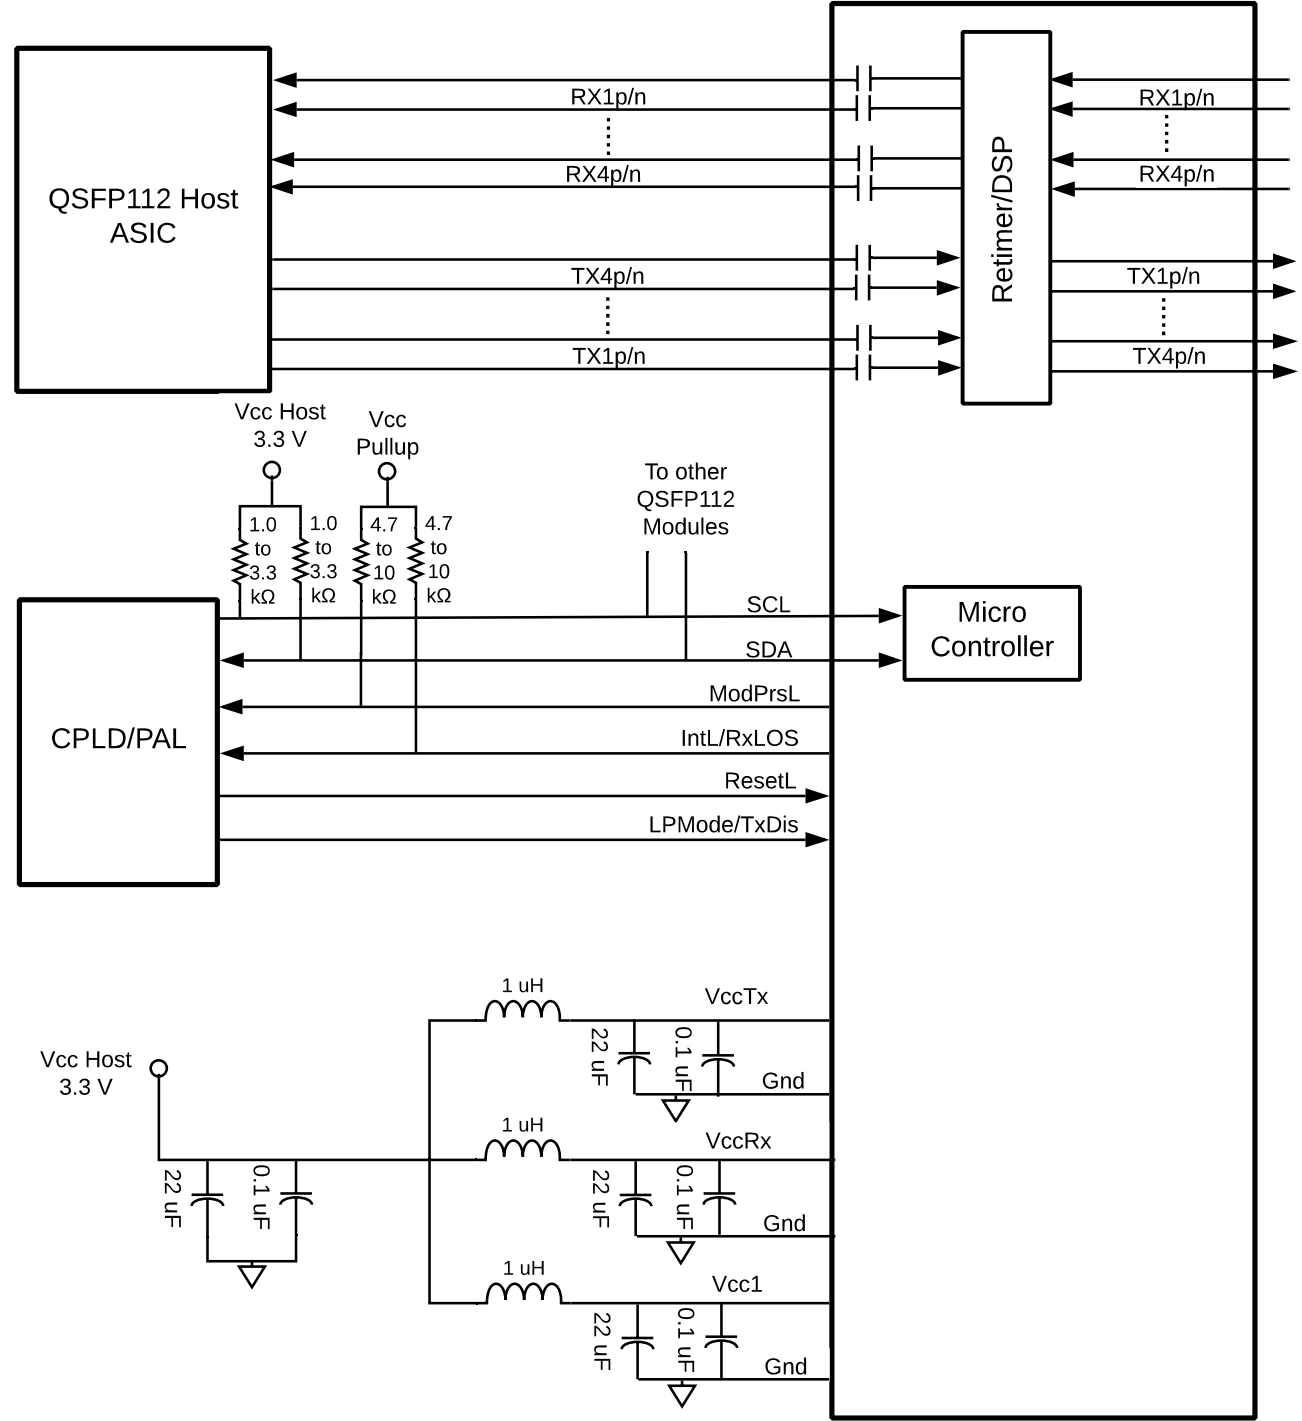 RX1p/n
RX1p/n
RX4p/n
RX4p/n
QSFP112 Host
ASIC
Retimer/DSP
TX4p/n
TX1p/n
TX1p/n
TX4p/n
Vcc Host
3.3 V
Vcc
Pullup
To other
QSFP112
Modules
1.0
to
3.3
kΩ
1.0
to
3.3
kΩ
4.7
to
10
kΩ
4.7
to
10
kΩ
SCL
SDA
Micro
Controller
ModPrsL
CPLD/PAL
IntL/RxLOS
ResetL
LPMode/TxDis
1 uH
VccTx
22 uF
0.1 uF
Gnd
Vcc Host
3.3 V
1 uH
VccRx
22 uF
0.1 uF
22 uF
0.1 uF
Gnd
1 uH
Vcc1
22 uF
0.1 uF
Gnd